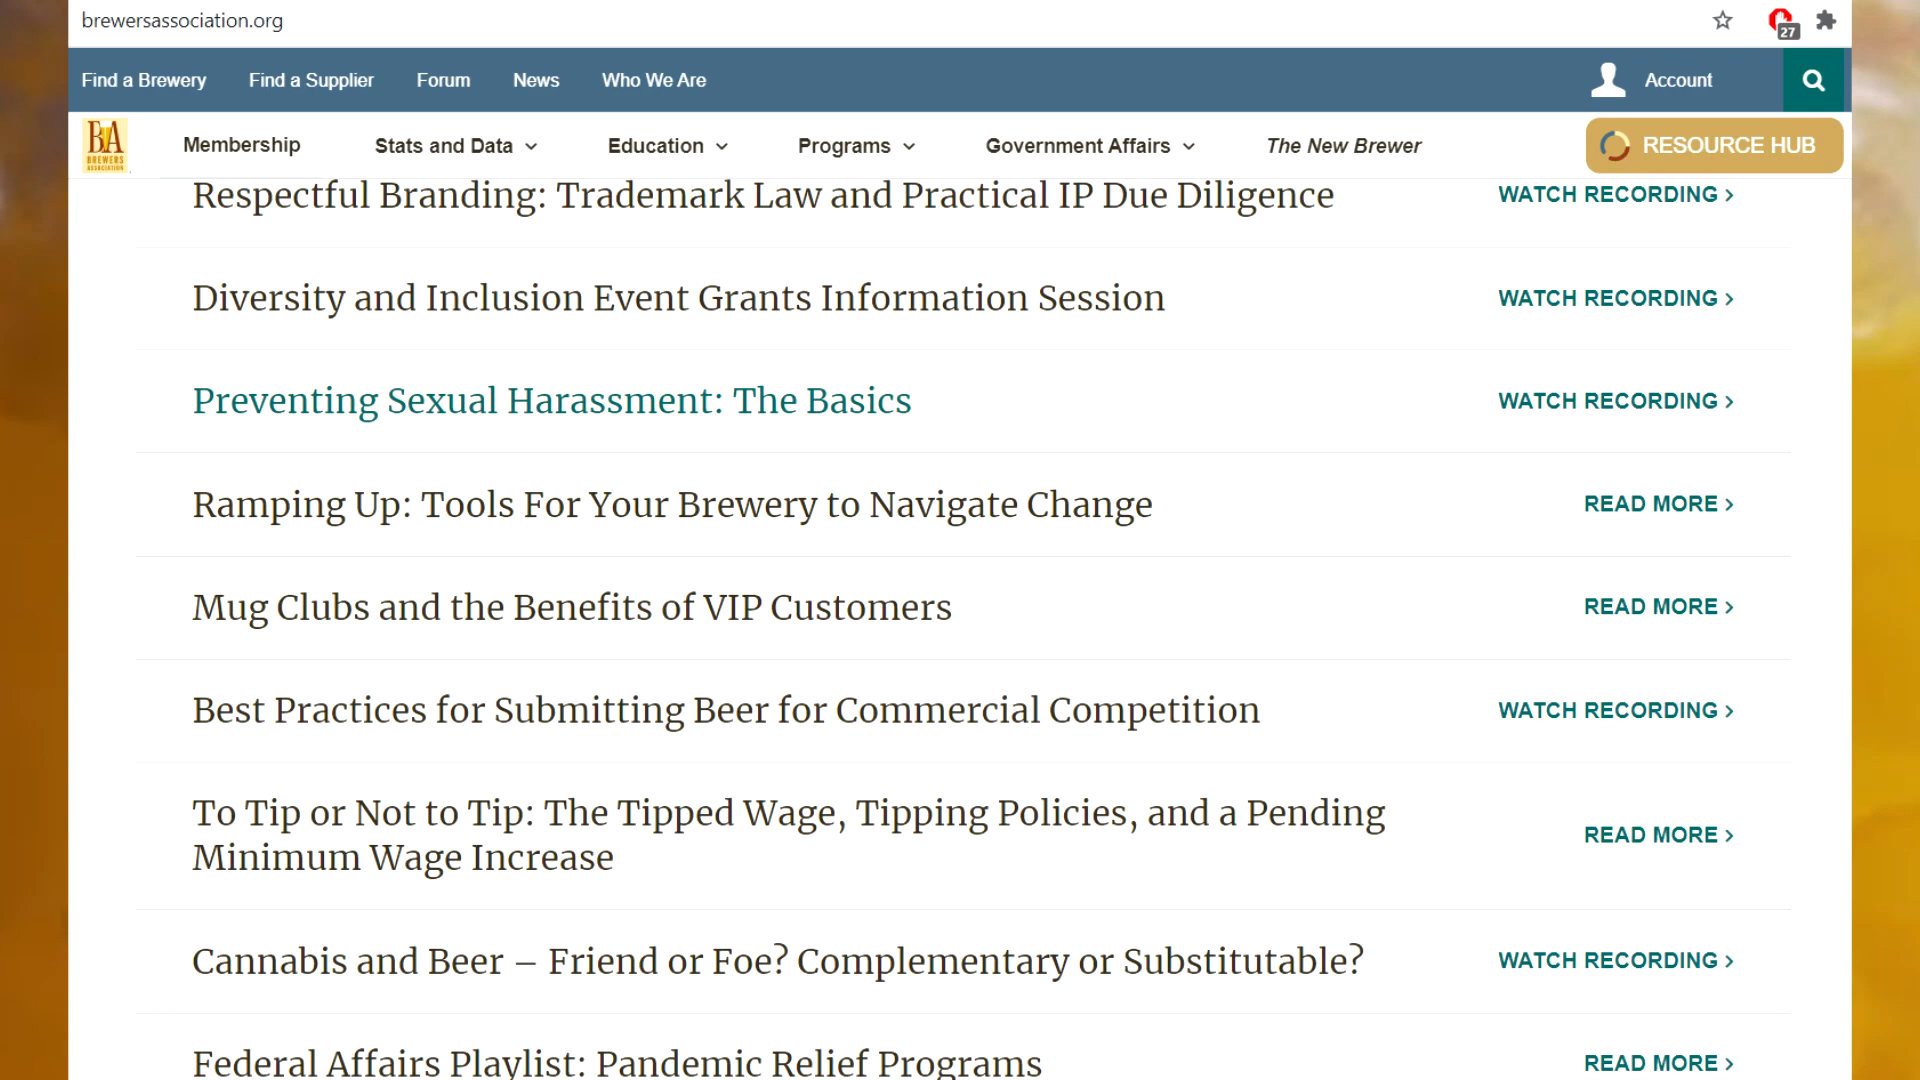 brewersassociation.org
27
Find a Brewery Find a Supplier Forum News Who We Are Account
BA
BREWERS
ASSOCIATION
Membership Stats and Data Education Programs Government Affairs The New Brewer RESOURCE HUB
Respectful Branding: Trademark Law and Practical IP Due Diligence WATCH RECORDING >
Diversity and Inclusion Event Grants Information Session WATCH RECORDING >
Preventing Sexual Harassment: The Basics WATCH RECORDING >
Ramping Up: Tools For Your Brewery to Navigate Change READ MORE >
Mug Clubs and the Benefits of VIP Customers READ MORE >
Best Practices for Submitting Beer for Commercial Competition WATCH RECORDING >
To Tip or Not to Tip: The Tipped Wage, Tipping Policies, and a Pending
Minimum Wage Increase READ MORE >
Cannabis and Beer – Friend or Foe? Complementary or Substitutable? WATCH RECORDING >
Federal Affairs Playlist: Pandemic Relief Programs READ MORE >